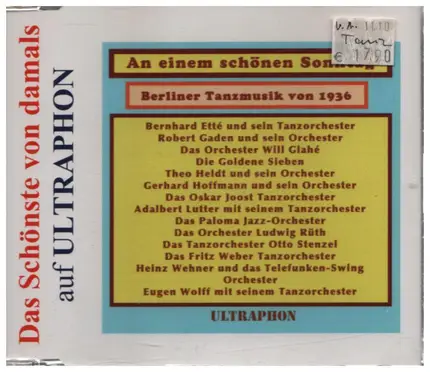 Das Schönste von damals
auf ULTRAPHON
V.A. 1110
Tanz
€ 17,90
An einem schönen
Berliner Tanzmusik von 1936
Bernhard Etté und sein Tanzorchester
Robert Gaden und sein Orchester
Das Orchester Will Glahé
Die Goldene Sieben
Theo Heldt und sein Orchester
Gerhard Hoffmann und sein Orchester
Das Oskar Joost Tanzorchester
Adalbert Lutter mit seinem Tanzorchester
Das Paloma Jazz-Orchester
Das Orchester Ludwig Rüth
Das Tanzorchester Otto Stenzel
Das Fritz Weber Tanzorchester
Heinz Wehner und das Telefunken-Swing
Orchester
Eugen Wolff mit seinem Tanzorchester
ULTRAPHON